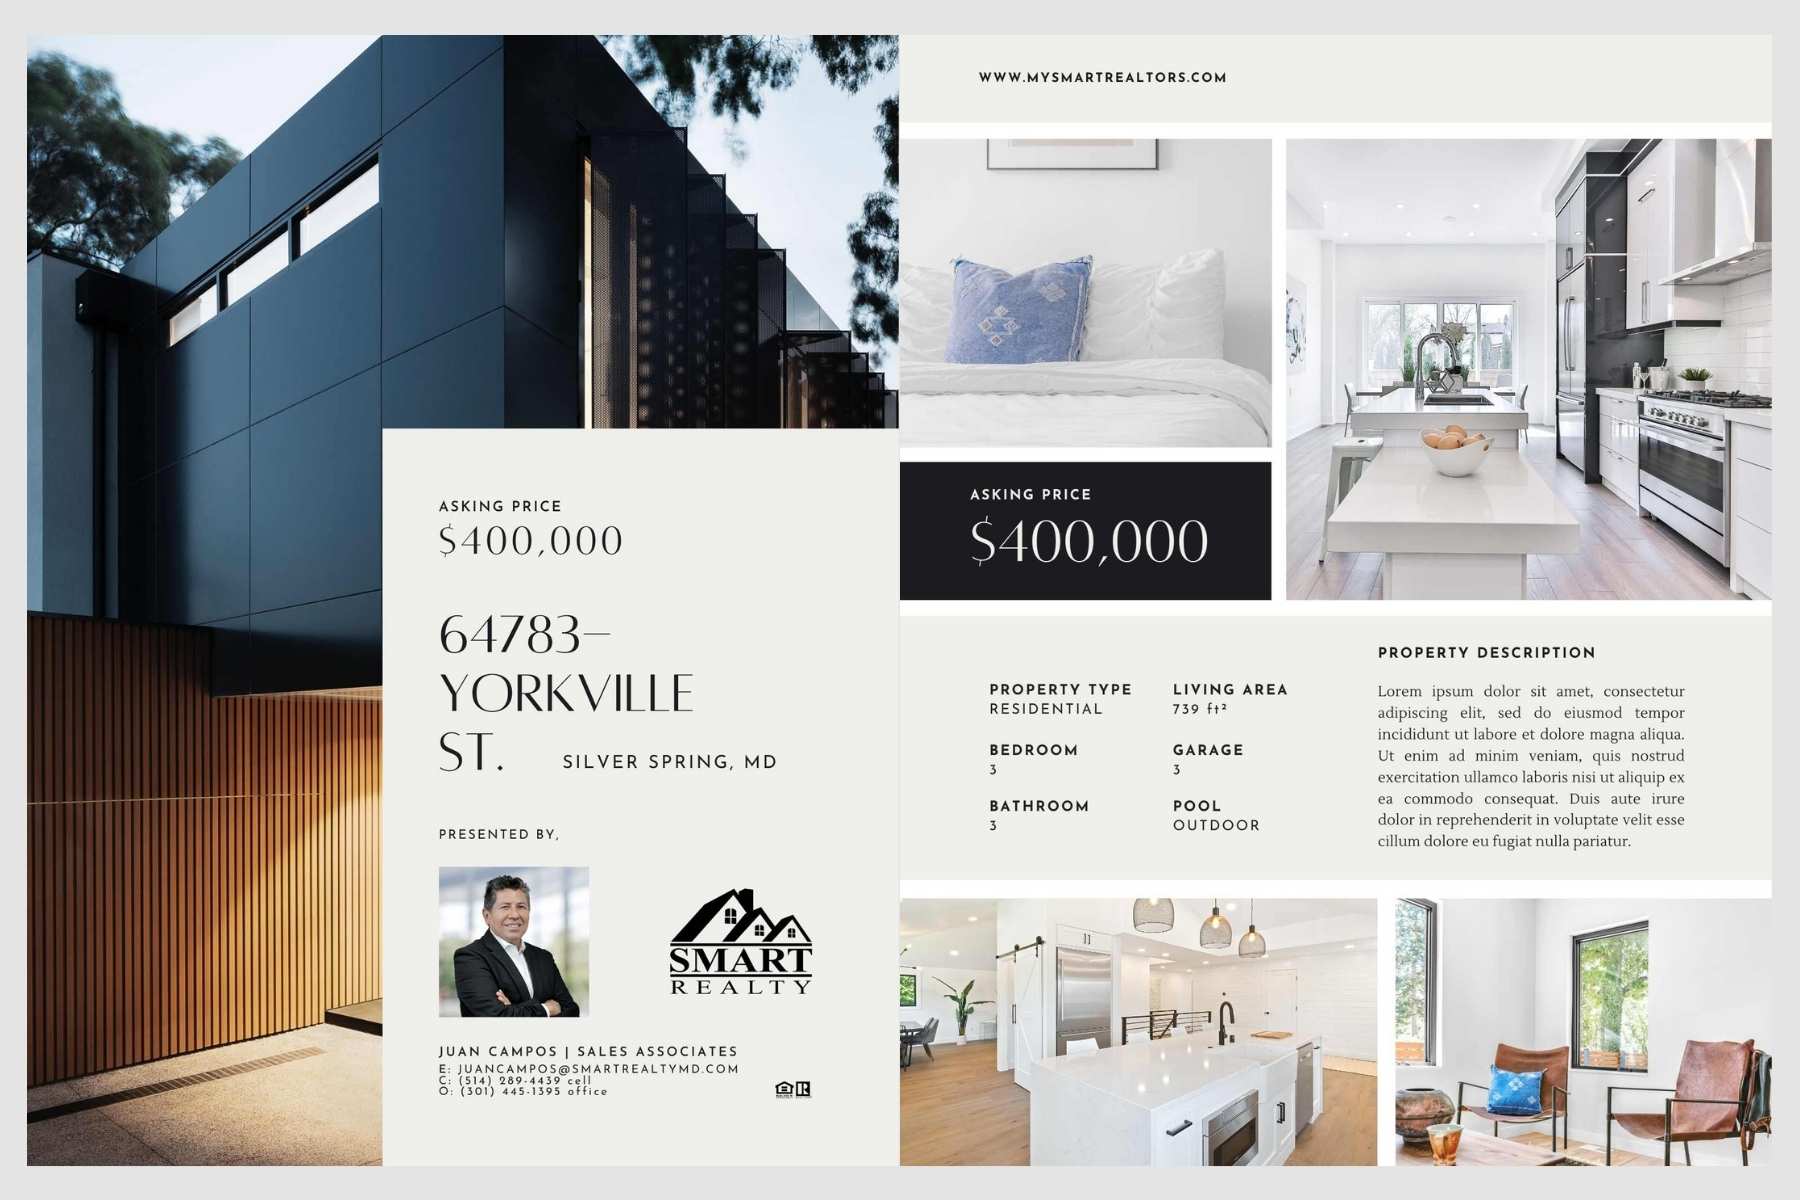 ASKING PRICE
$400,000
64783–
YORKVILLE
ST. SILVER SPRING, MD
PRESENTED BY,
SMART
REALTY
JUAN CAMPOS | SALES ASSOCIATES
E: JUANCAMPOS@SMARTREALTYMD.COM
C: (514) 289-4439 cell
O: (301) 445-1395 office
WWW.MYSMARTREALTORS.COM
ASKING PRICE
$400,000
PROPERTY TYPE
RESIDENTIAL
LIVING AREA
739 ft²
BEDROOM
3
GARAGE
3
BATHROOM
3
POOL
OUTDOOR
PROPERTY DESCRIPTION
Lorem ipsum dolor sit amet, consectetur
adipiscing elit, sed do eiusmod tempor
incididunt ut labore et dolore magna aliqua.
Ut enim ad minim veniam, quis nostrud
exercitation ullamco laboris nisi ut aliquip ex
ea commodo consequat. Duis aute irure
dolor in reprehenderit in voluptate velit esse
cillum dolore eu fugiat nulla pariatur.